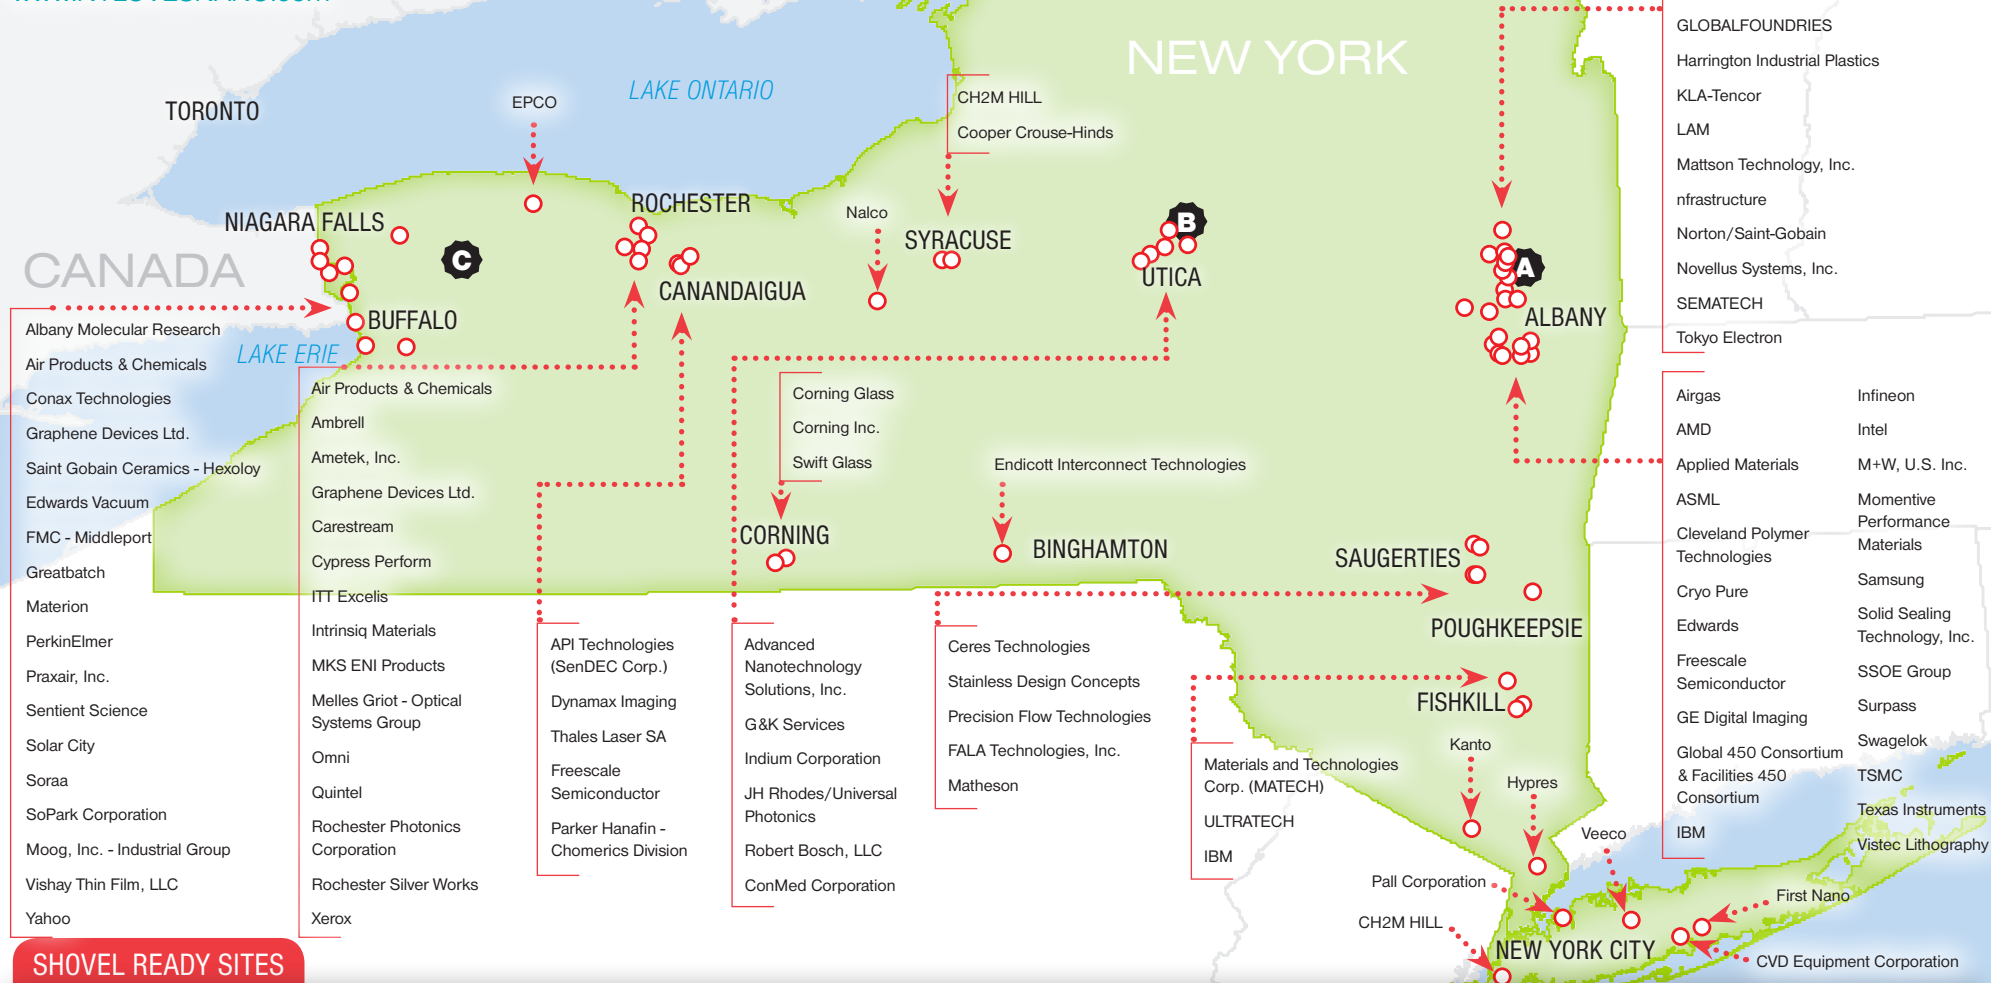 NEW YORK
LAKE ONTARIO
TORONTO
EPCO
CH2M HILL
Cooper Crouse-Hinds
NIAGARA FALLS
ROCHESTER
Nalco
SYRACUSE
B
UTICA
CANADA
C
CANANDAIGUA
A
ALBANY
BUFFALO
LAKE ERIE
GLOBALFOUNDRIES
Harrington Industrial Plastics
KLA-Tencor
LAM
Mattson Technology, Inc.
nfrastructure
Norton/Saint-Gobain
Novellus Systems, Inc.
SEMATECH
Tokyo Electron
Albany Molecular Research
Air Products & Chemicals
Conax Technologies
Graphene Devices Ltd.
Saint Gobain Ceramics - Hexoloy
Edwards Vacuum
FMC - Middleport
Greatbatch
Materion
PerkinElmer
Praxair, Inc.
Sentient Science
Solar City
Soraa
SoPark Corporation
Moog, Inc. - Industrial Group
Vishay Thin Film, LLC
Yahoo
Air Products & Chemicals
Ambrell
Ametek, Inc.
Graphene Devices Ltd.
Carestream
Cypress Perform
ITT Excelis
Intrinsiq Materials
MKS ENI Products
Melles Griot - Optical
Systems Group
Omni
Quintel
Rochester Photonics
Corporation
Rochester Silver Works
Xerox
API Technologies
(SenDEC Corp.)
Dynamax Imaging
Thales Laser SA
Freescale
Semiconductor
Parker Hanafin -
Chomerics Division
Corning Glass
Corning Inc.
Swift Glass
CORNING
Advanced
Nanotechnology
Solutions, Inc.
G&K Services
Indium Corporation
JH Rhodes/Universal
Photonics
Robert Bosch, LLC
ConMed Corporation
Endicott Interconnect Technologies
BINGHAMTON
SAUGERTIES
POUGHKEEPSIE
Ceres Technologies
Stainless Design Concepts
Precision Flow Technologies
FALA Technologies, Inc.
Matheson
FISHKILL
Materials and Technologies
Corp. (MATECH)
ULTRATECH
IBM
Kanto
Hypres
Veeco
Pall Corporation
CH2M HILL
First Nano
NEW YORK CITY
CVD Equipment Corporation
Airgas
AMD
Applied Materials
ASML
Cleveland Polymer
Technologies
Cryo Pure
Edwards
Freescale
Semiconductor
GE Digital Imaging
Global 450 Consortium
& Facilities 450
Consortium
IBM
Infineon
Intel
M+W, U.S. Inc.
Momentive
Performance
Materials
Samsung
Solid Sealing
Technology, Inc.
SSOE Group
Surpass
Swagelok
TSMC
Texas Instruments
Vistec Lithography
SHOVEL READY SITES